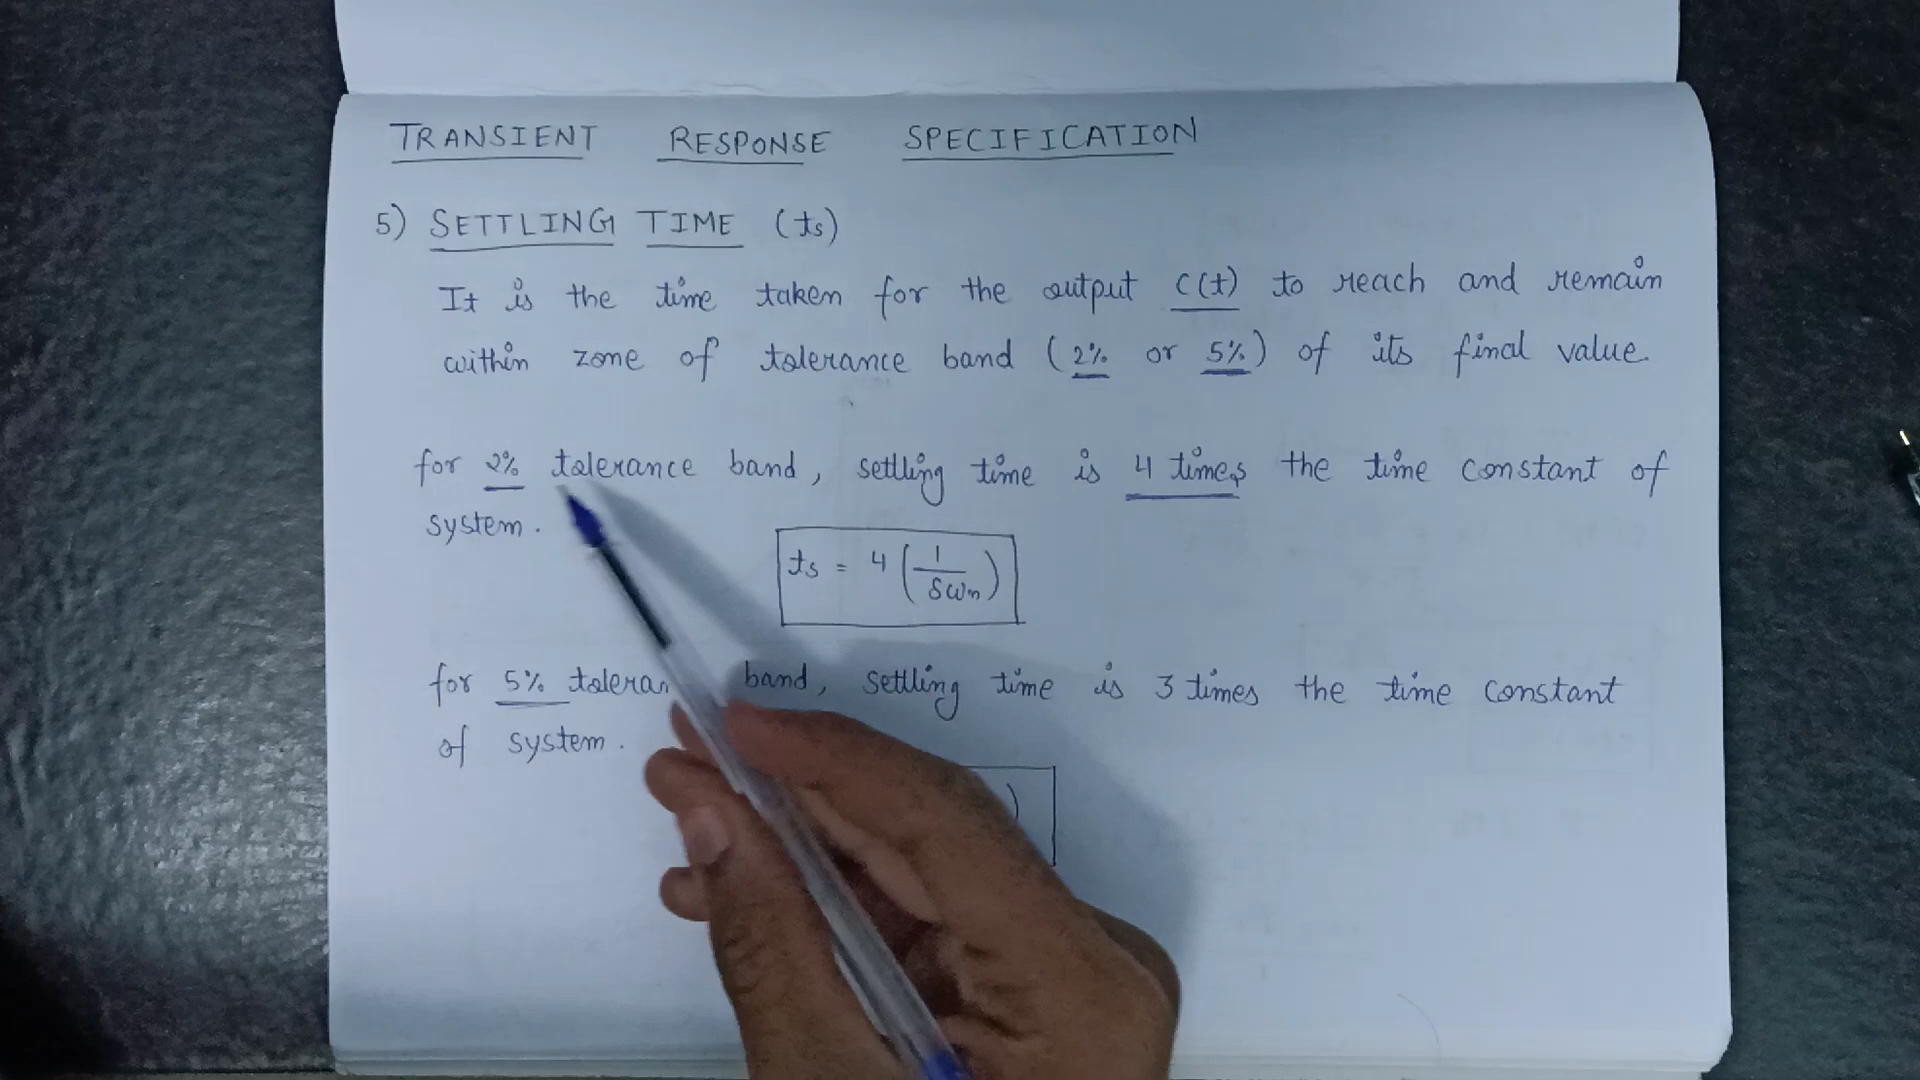 TRANSIENT RESPONSE SPECIFICATION
5) SETTLING TIME (ts)
It is the time taken for the output c(t) to reach and remain
within zone of tolerance band (2% or 5%) of its final value.
for 2% tolerance band, settling time is 4 times the time constant of
system.
ts = 4 (1/δωn)
for 5% toleran band, settling time is 3 times the time constant
of system.
)